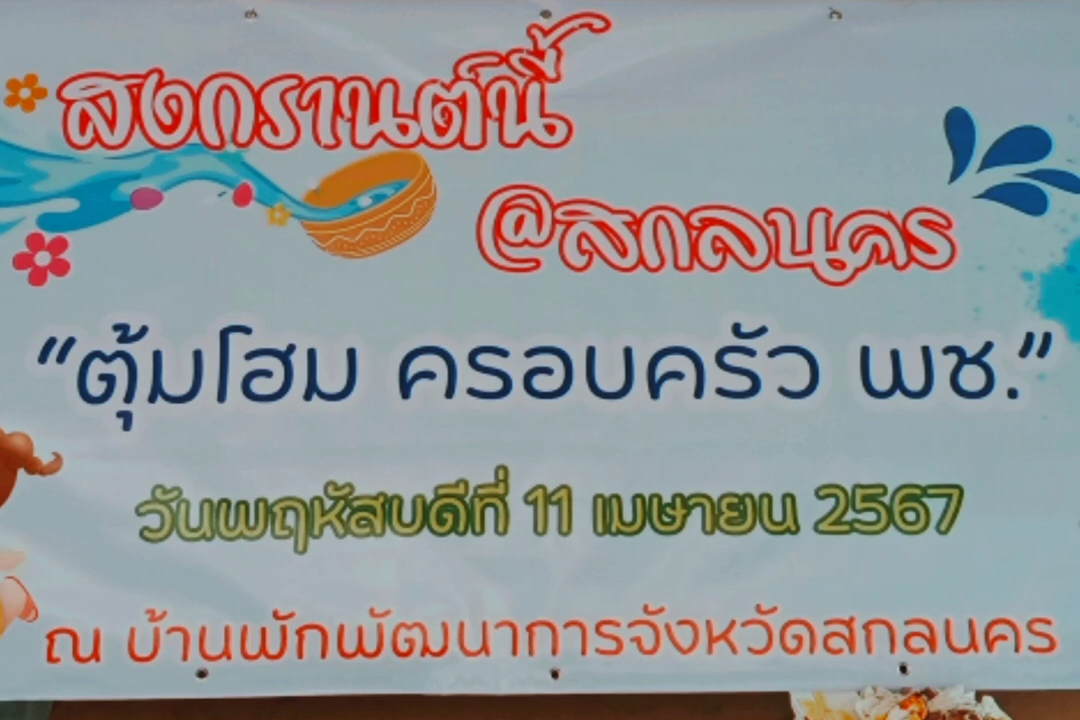 สงกรานต์นี้
@สกลนคร
“ตุ้มโฮม ครอบครัว พช.”
วันพฤหัสบดีที่ 11 เมษายน 2567
ณ บ้านพักพัฒนาการจังหวัดสกลนคร